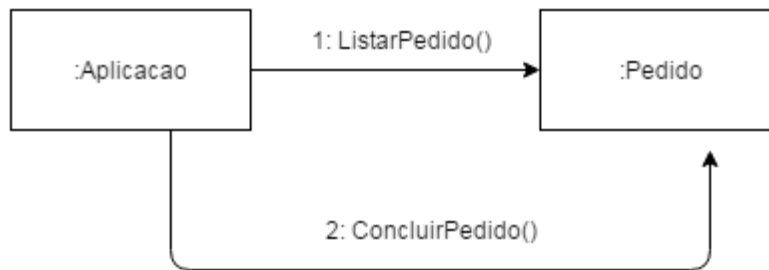 1: ListarPedido()
:Aplicacao
:Pedido
2: ConcluirPedido()